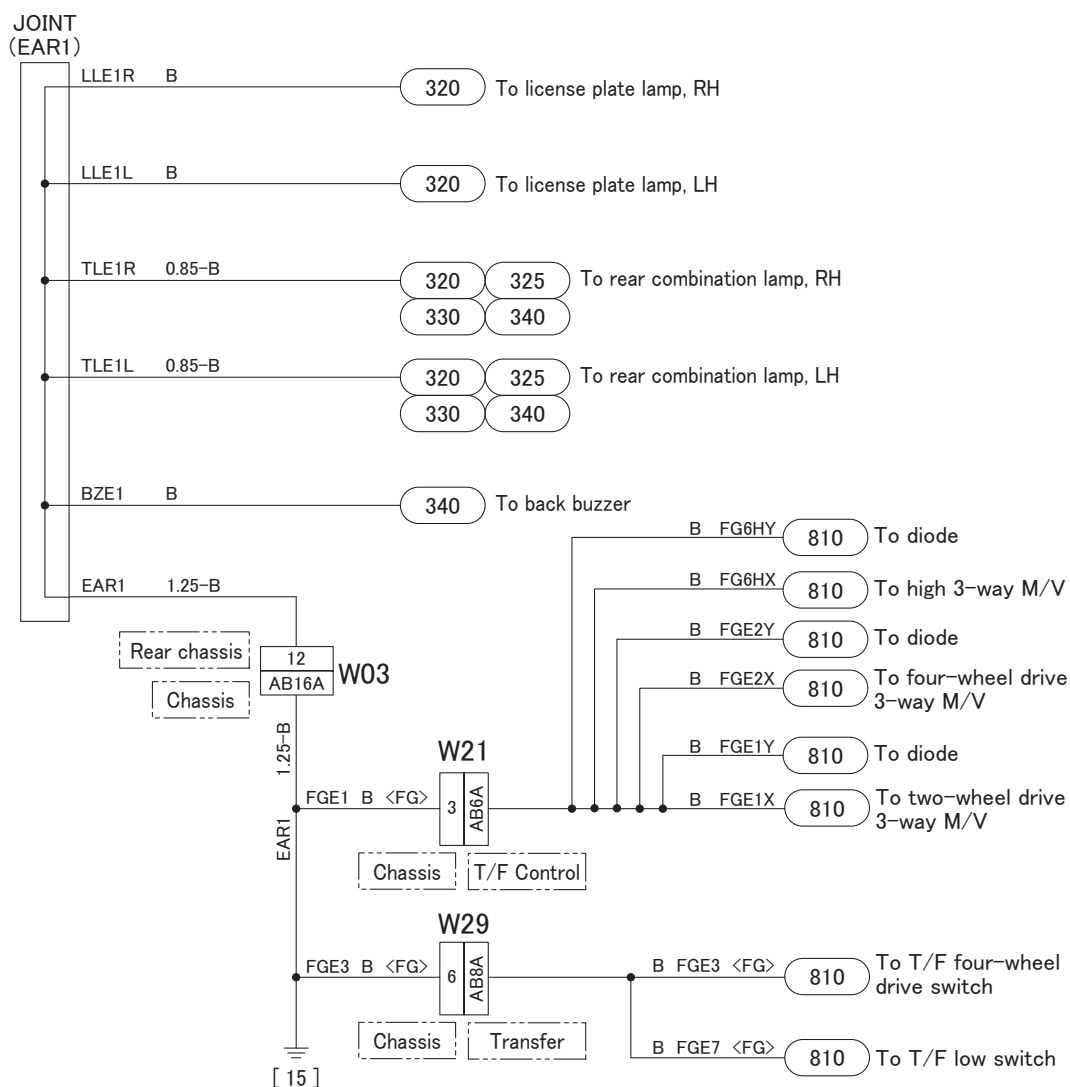 JOINT
(EAR1)
LLE1R B 320 To license plate lamp, RH
LLE1L B 320 To license plate lamp, LH
TLE1R 0.85-B 320 325 To rear combination lamp, RH
330 340
TLE1L 0.85-B 320 325 To rear combination lamp, LH
330 340
BZE1 B 340 To back buzzer
B FG6HY 810 To diode
EAR1 1.25-B
B FG6HX 810 To high 3-way M/V
B FGE2Y 810 To diode
Rear chassis 12
AB16A W03
Chassis
B FGE2X 810 To four-wheel drive
3-way M/V
1.25-B
W21
B FGE1Y 810 To diode
FGE1 B <FG> 3 AB6A
B FGE1X 810 To two-wheel drive
3-way M/V
EAR1
Chassis T/F Control
W29
FGE3 B <FG> 6 AB8A
B FGE3 <FG> 810 To T/F four-wheel
drive switch
Chassis Transfer
B FGE7 <FG> 810 To T/F low switch
[ 15 ]